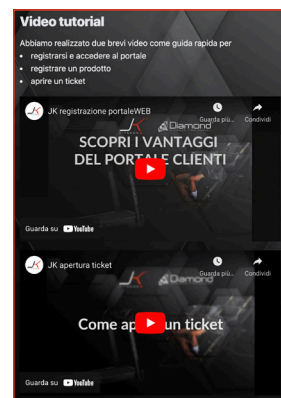 Video tutorial
Abbiamo realizzato due brevi video come guida rapida per
• registrarsi e accedere al portale
• registrare un prodotto
• aprire un ticket
JK registrazione portaleWEB
Guarda più...
Condividi
JK Diamond
SCOPRI I VANTAGGI
DEL PORTALE CLIENTI
Guarda su YouTube
JK apertura ticket
Guarda più...
Condividi
JK Diamond
Come un ticket
Guarda su YouTube